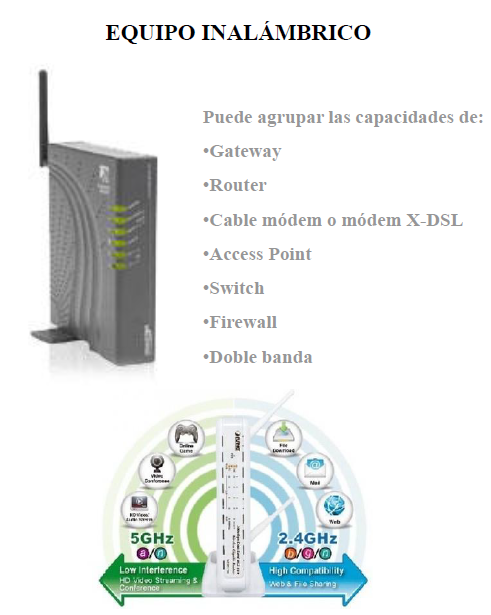 EQUIPO INALÁMBRICO
Puede agrupar las capacidades de:
•Gateway
•Router
•Cable módem o módem X-DSL
•Access Point
•Switch
•Firewall
•Doble banda
Online
Game
File
Download
Video
Conference
Mail
HD Video/
Web
5GHz
a/n
2.4GHz
b/g/n
Low Interference
High Compatibility
HD Video Streaming &
Conference
Web & File Sharing